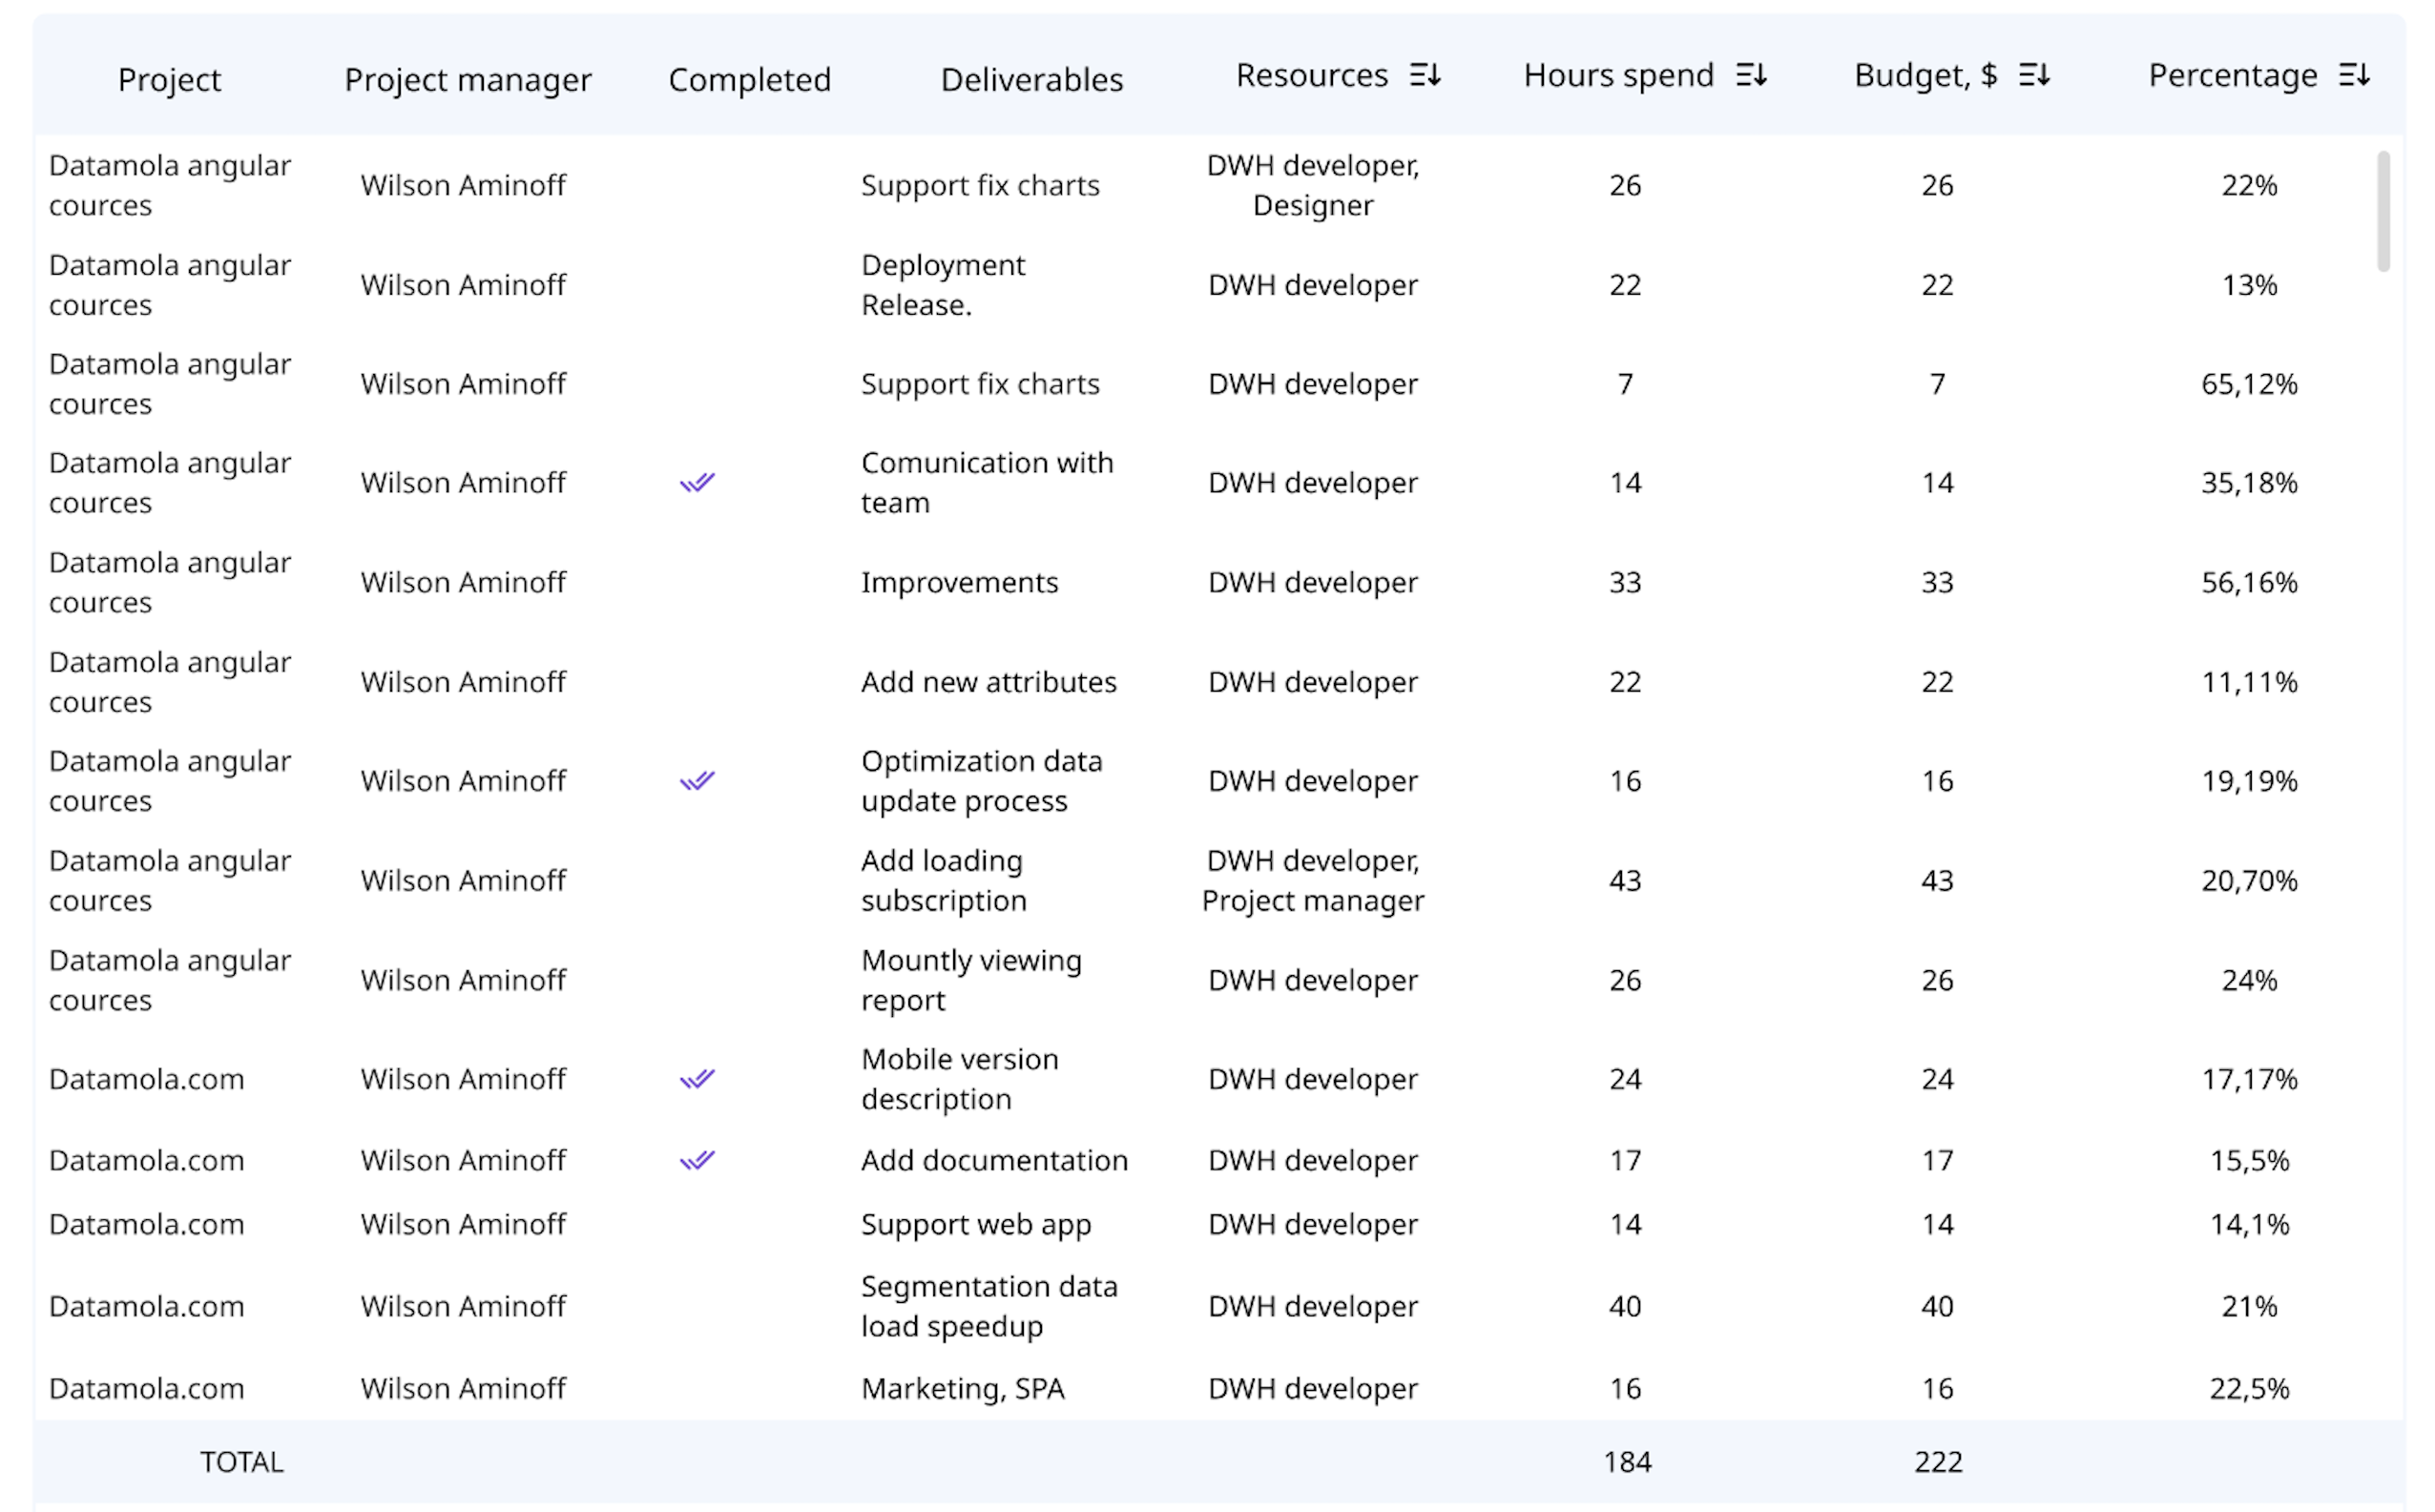 Project Project manager Completed Deliverables Resources Hours spend Budget, $ Percentage
Datamola angular cources Wilson Aminoff Support fix charts DWH developer, Designer 26 26 22%
Datamola angular cources Wilson Aminoff Deployment Release. DWH developer 22 22 13%
Datamola angular cources Wilson Aminoff Support fix charts DWH developer 7 7 65,12%
Datamola angular cources Wilson Aminoff Comunication with team DWH developer 14 14 35,18%
Datamola angular cources Wilson Aminoff Improvements DWH developer 33 33 56,16%
Datamola angular cources Wilson Aminoff Add new attributes DWH developer 22 22 11,11%
Datamola angular cources Wilson Aminoff Optimization data update process DWH developer 16 16 19,19%
Datamola angular cources Wilson Aminoff Add loading subscription DWH developer, Project manager 43 43 20,70%
Datamola angular cources Wilson Aminoff Mountly viewing report DWH developer 26 26 24%
Datamola.com Wilson Aminoff Mobile version description DWH developer 24 24 17,17%
Datamola.com Wilson Aminoff Add documentation DWH developer 17 17 15,5%
Datamola.com Wilson Aminoff Support web app DWH developer 14 14 14,1%
Datamola.com Wilson Aminoff Segmentation data load speedup DWH developer 40 40 21%
Datamola.com Wilson Aminoff Marketing, SPA DWH developer 16 16 22,5%
TOTAL 184 222